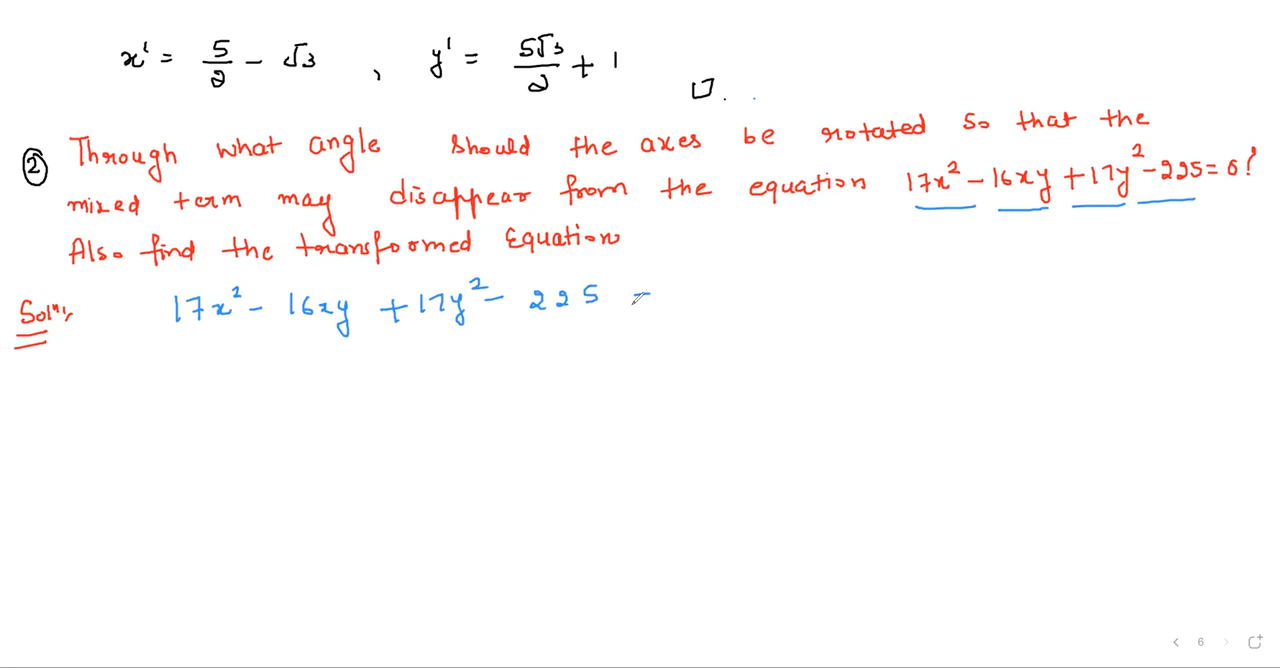 x' = 5/2 - √3 , y' = 5√3/2 + 1
② Through what angle should the axes be rotated so that the
mixed term may disappear from the equation 17x² - 16xy + 17y² - 225 = 0?
Also find the transformed Equation
Solⁿ: 17x² - 16xy + 17y² - 225 -
6